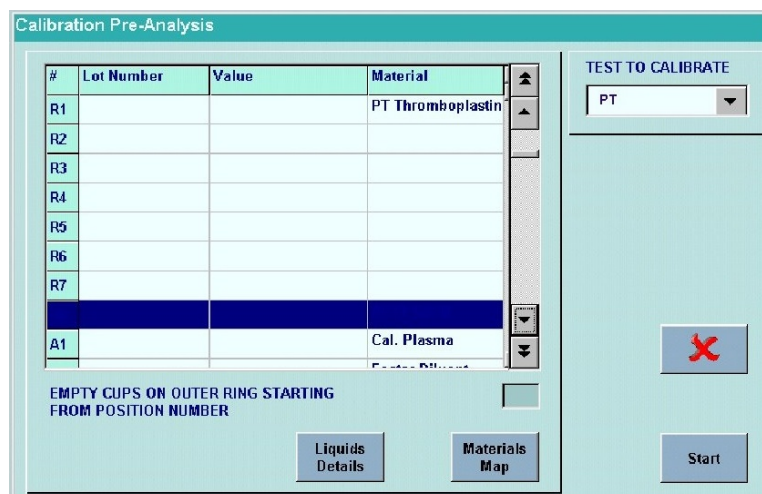 Calibration Pre-Analysis
# Lot Number Value Material
R1 PT Thromboplastin
R2
R3
R4
R5
R6
R7
A1 Cal. Plasma
EMPTY CUPS ON OUTER RING STARTING
FROM POSITION NUMBER
Liquids
Details
Materials
Map
TEST TO CALIBRATE
PT
Start